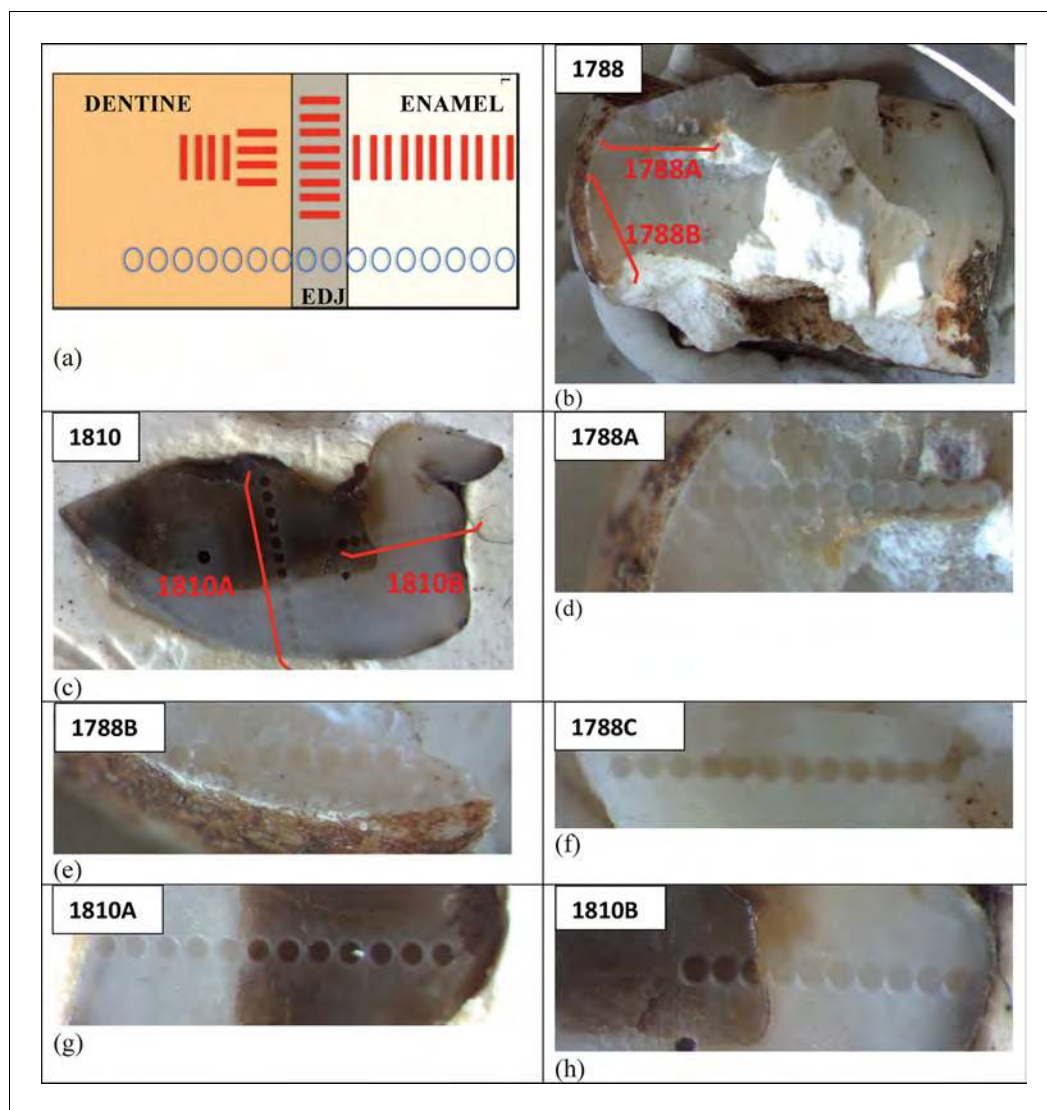 DENTINE
ENAMEL
EDJ
(a)
1788
1788A
1788B
(b)
1810
1810A
1810B
(c)
1788A
(d)
1788B
(e)
1788C
(f)
1810A
(g)
1810B
(h)